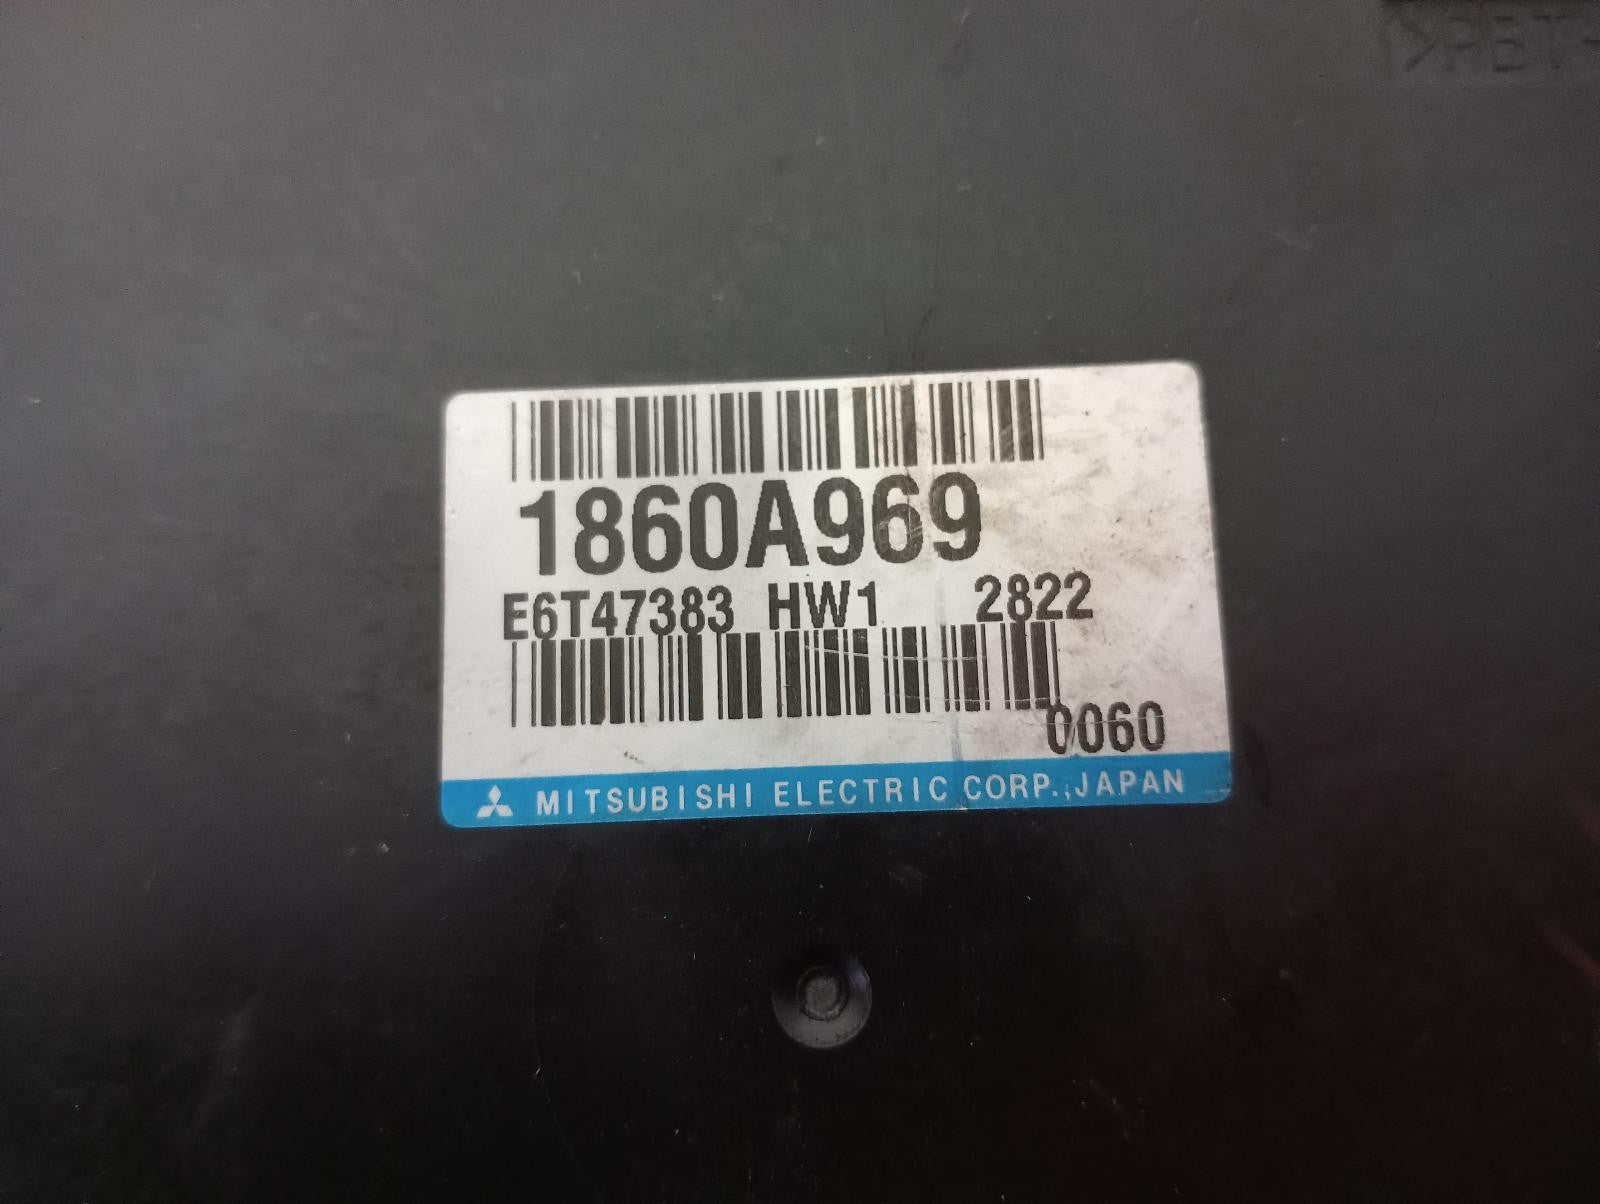 1860A969
E6T47383 HW1 2822
0060
MITSUBISHI ELECTRIC CORP., JAPAN